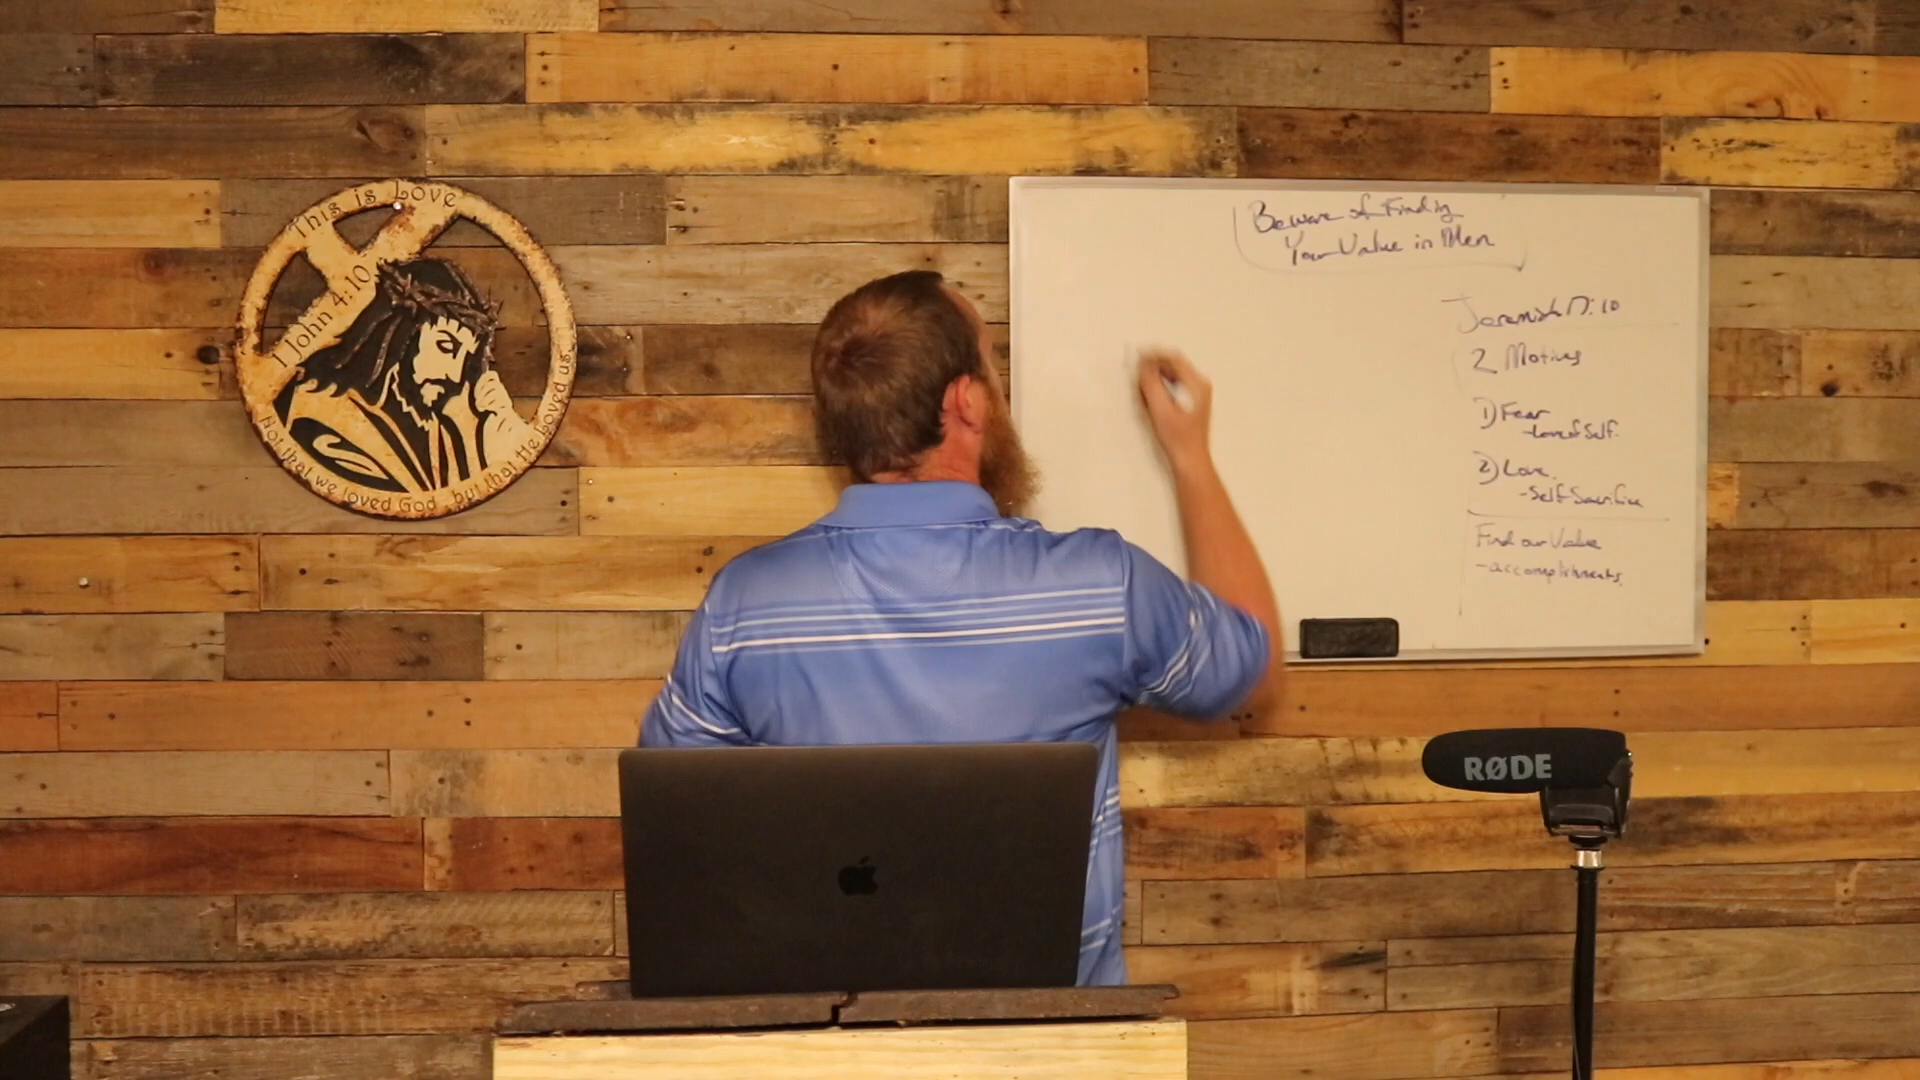 This is Love
1 John 4:10
Not that we loved God but that He Loved us
Beware of Finding
Your Value in Men
Jeremiah 17:10
2 Motives
1) Fear
-Love of Self
2) Love
-Self-Sacrifice
Find our Value
-accomplishments
RØDE